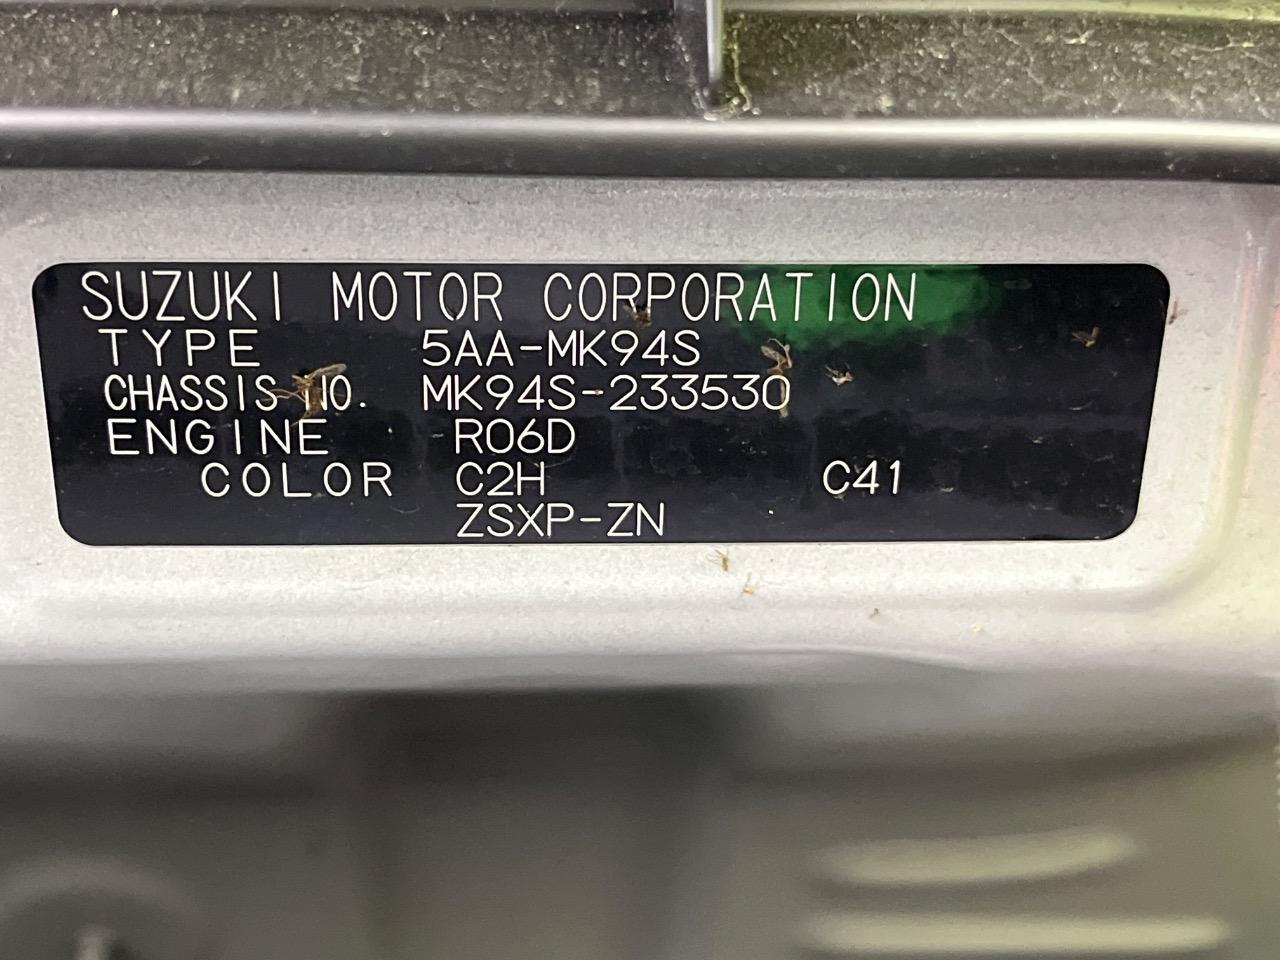 SUZUKI MOTOR CORPORATION
TYPE 5AA-MK94S
CHASSIS NO. MK94S-233530
ENGINE R06D
COLOR C2H C41
ZSXP-ZN